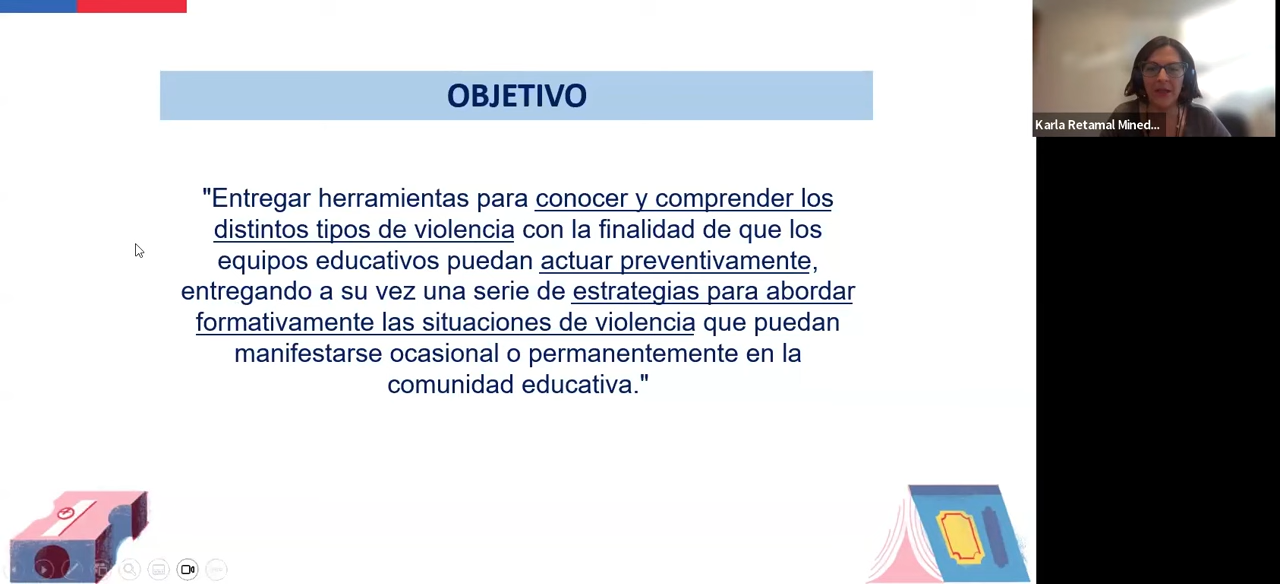 OBJETIVO
"Entregar herramientas para conocer y comprender los
distintos tipos de violencia con la finalidad de que los
equipos educativos puedan actuar preventivamente,
entregando a su vez una serie de estrategias para abordar
formativamente las situaciones de violencia que puedan
manifestarse ocasional o permanentemente en la
comunidad educativa."
Karla Retamal Mined...